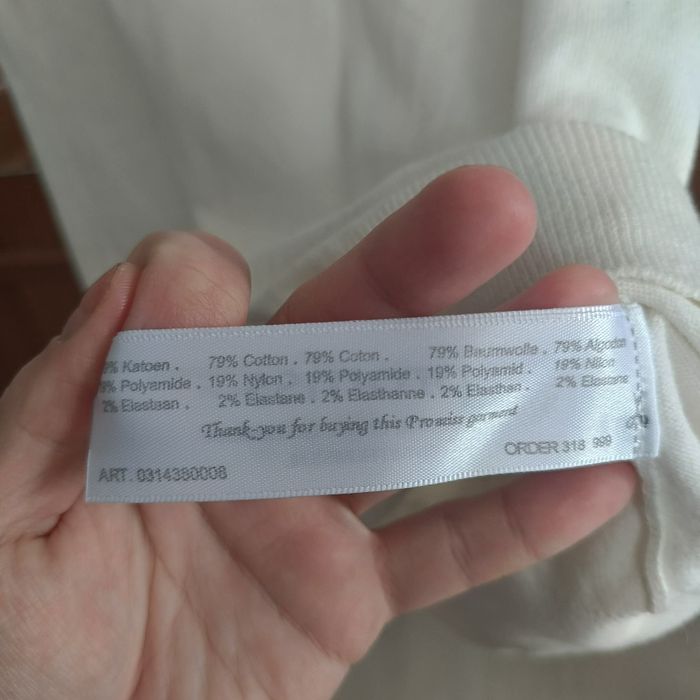 % Katoen . 79% Cotton . 79% Coton . 79% Baumwolle . 79% Algodon
% Polyamide . 19% Nylon . 19% Polyamide . 19% Polyamid . 19% Nilon
2% Elastaan . 2% Elastane . 2% Elasthanne . 2% Elasthan . 2% Elastane
Thank-you for buying this Promiss garment
ORDER 318 999
ART. 0314380008